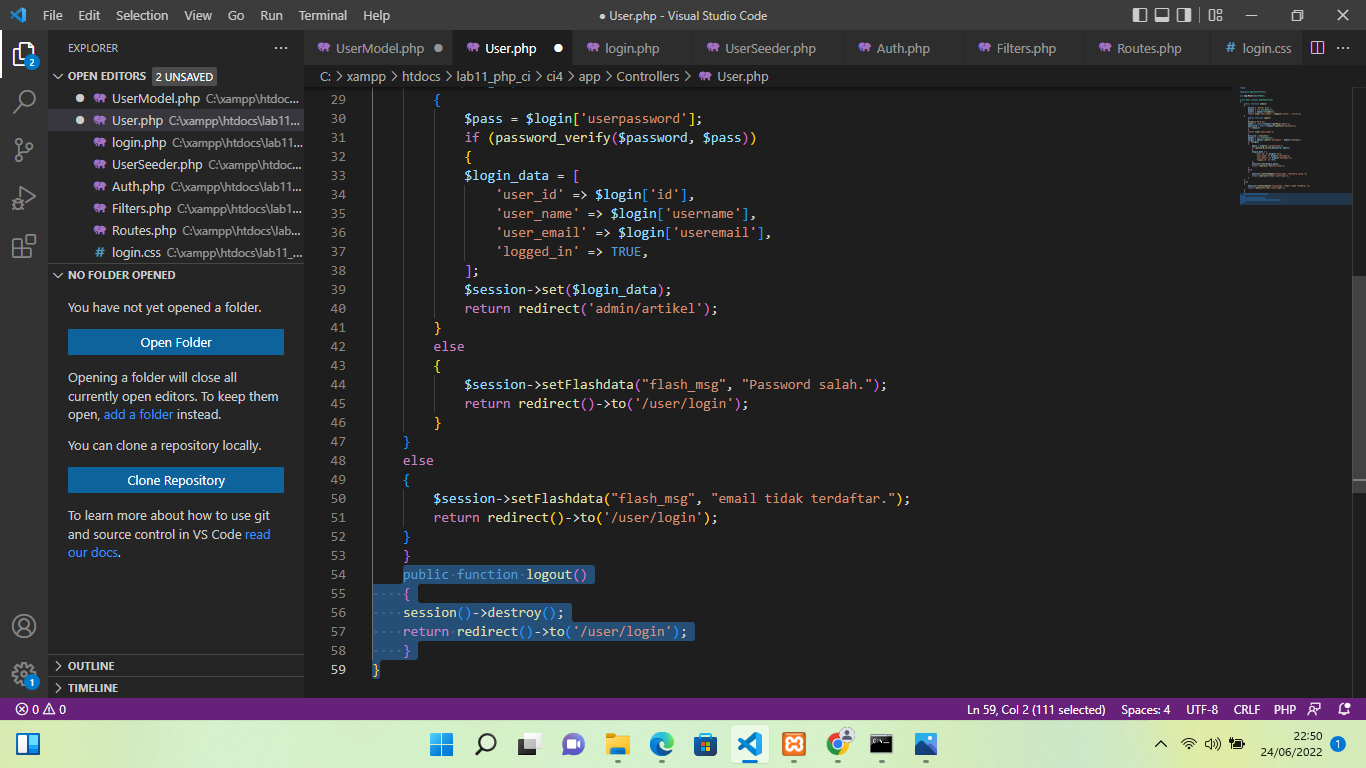 File Edit Selection View Go Run Terminal Help
● User.php - Visual Studio Code
EXPLORER
UserModel.php
User.php
login.php
UserSeeder.php
Auth.php
Filters.php
Routes.php
# login.css
C: > xampp > htdocs > lab11_php_ci > ci4 > app > Controllers > User.php
OPEN EDITORS 2 UNSAVED
UserModel.php C:\xampp\htdoc...
User.php C:\xampp\htdocs\lab11...
login.php C:\xampp\htdocs\lab11...
UserSeeder.php C:\xampp\htdo...
Auth.php C:\xampp\htdocs\lab11...
Filters.php C:\xampp\htdocs\lab1...
Routes.php C:\xampp\htdocs\lab...
# login.css C:\xampp\htdocs\lab11_...
NO FOLDER OPENED
You have not yet opened a folder.
Open Folder
Opening a folder will close all
currently open editors. To keep them
open, add a folder instead.
You can clone a repository locally.
Clone Repository
To learn more about how to use git
and source control in VS Code read
our docs.
OUTLINE
TIMELINE
2
1
29 {
30 $pass = $login['userpassword'];
31 if (password_verify($password, $pass))
32 {
33 $login_data = [
34 'user_id' => $login['id'],
35 'user_name' => $login['username'],
36 'user_email' => $login['useremail'],
37 'logged_in' => TRUE,
38 ];
39 $session->set($login_data);
40 return redirect('admin/artikel');
41 }
42 else
43 {
44 $session->setFlashdata("flash_msg", "Password salah.");
45 return redirect()->to('/user/login');
46 }
47 }
48 else
49 {
50 $session->setFlashdata("flash_msg", "email tidak terdaftar.");
51 return redirect()->to('/user/login');
52 }
53 }
54 public function logout()
55 {
56 session()->destroy();
57 return redirect()->to('/user/login');
58 }
59 }
0 0
Ln 59, Col 2 (111 selected) Spaces: 4 UTF-8 CRLF PHP
22:50
24/06/2022
1